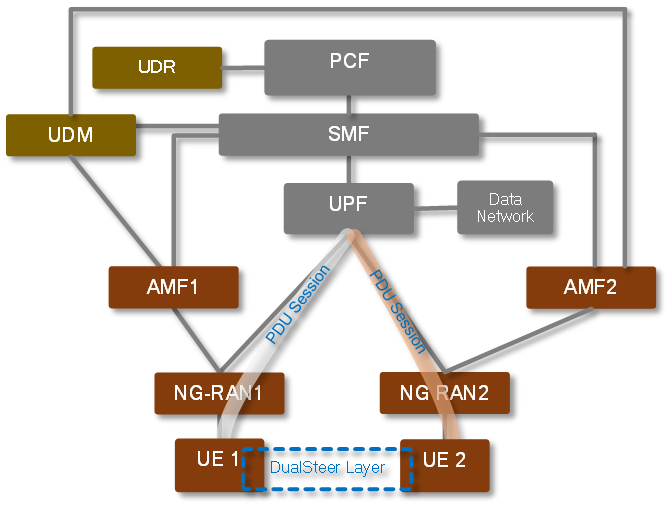 PCF
UDR
UDM
SMF
UPF
Data
Network
PDU Session
PDU Session
AMF1
AMF2
NG-RAN1
NG RAN2
UE 1
DualSteer Layer
UE 2